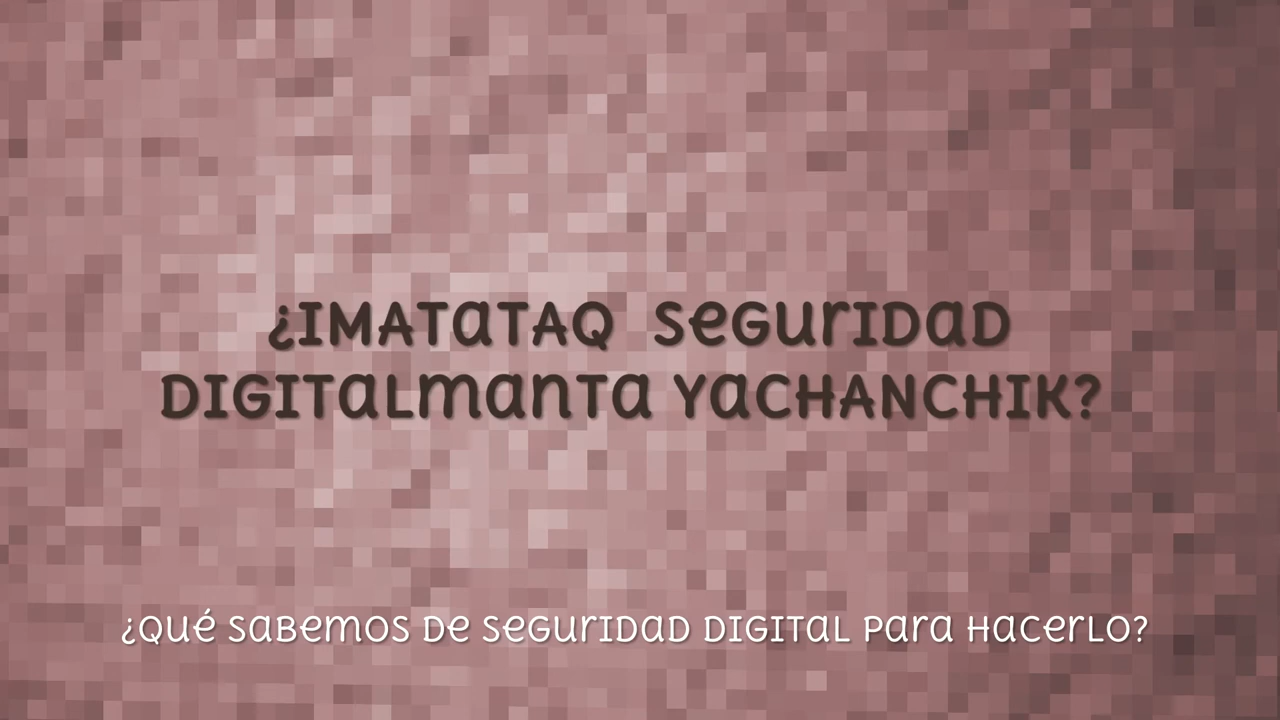 ¿IMATATAQ SEGURIDAD
DIGITALMANTA YACHANCHIK?
¿QUÉ SABEMOS DE SEGURIDAD DIGITAL PARA HACERLO?